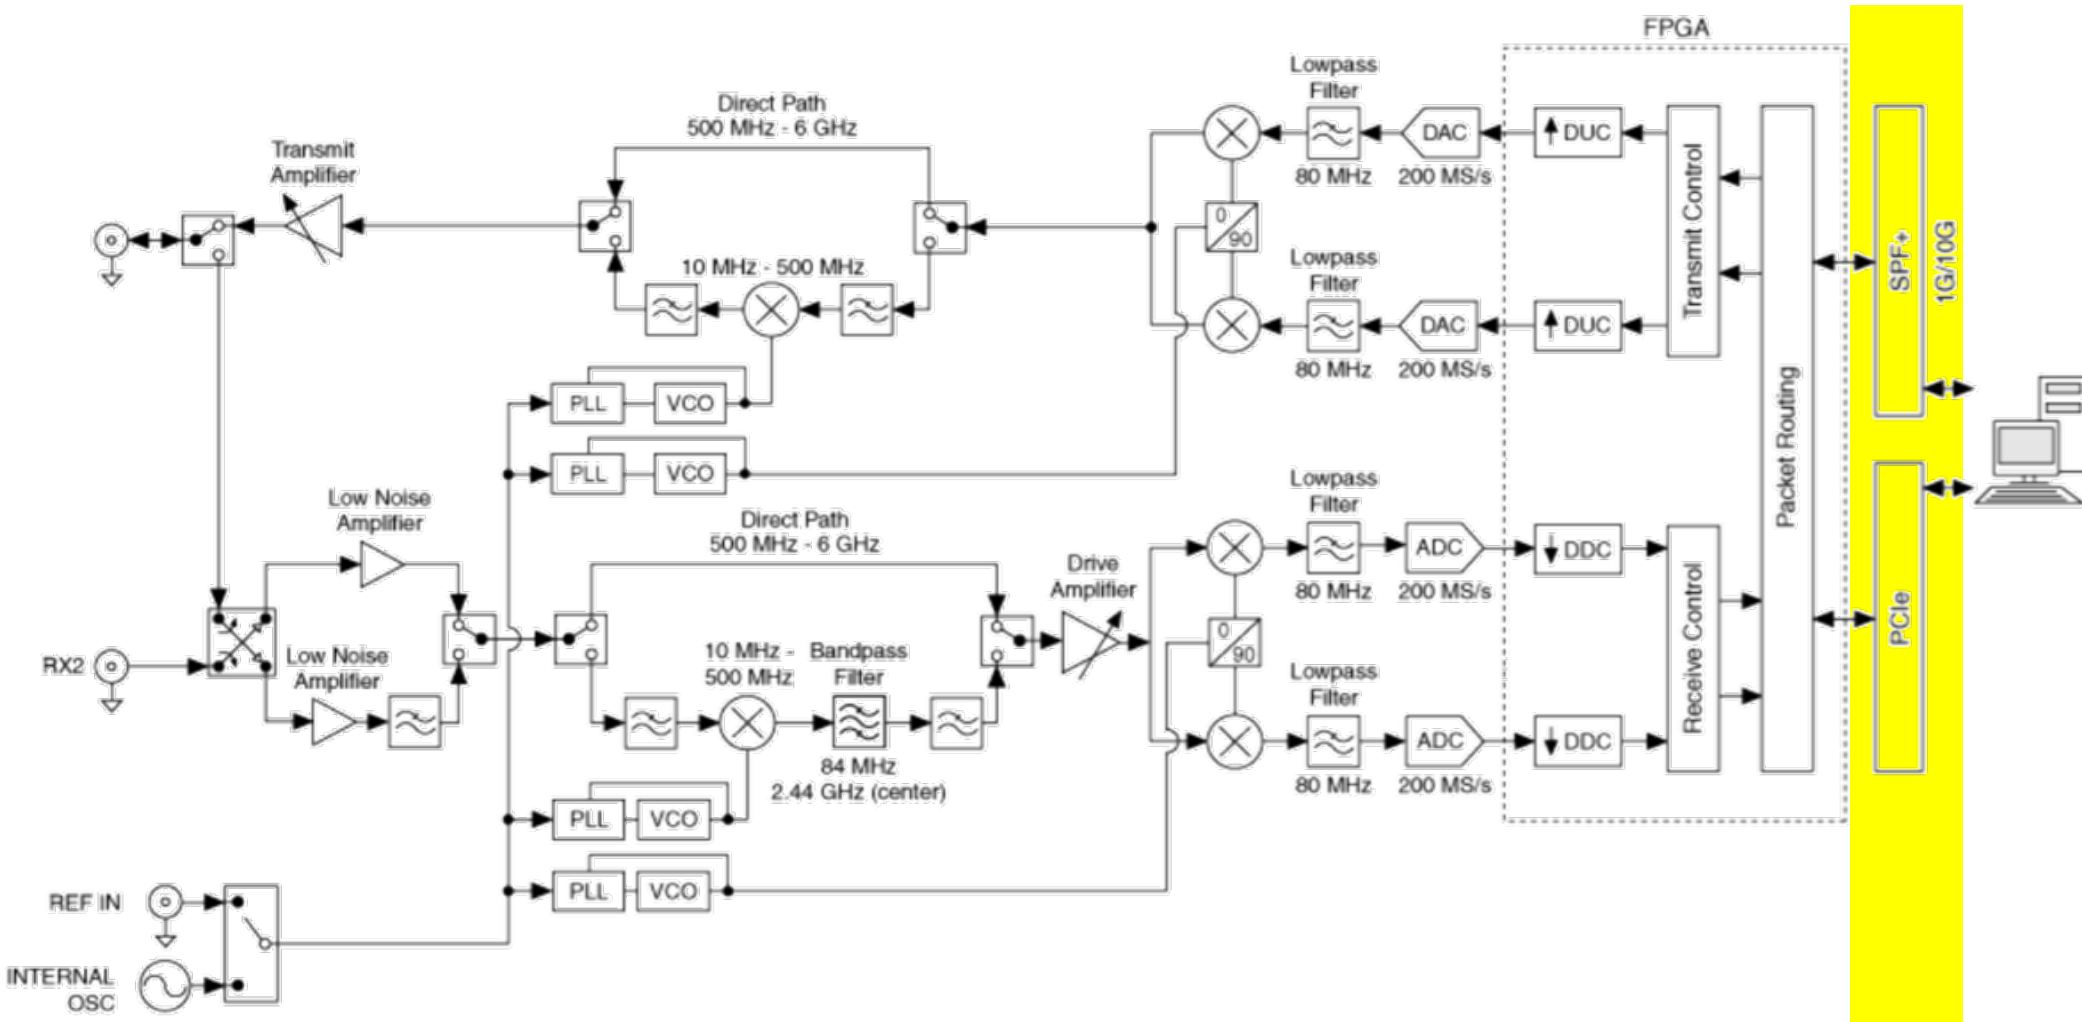 FPGA
Lowpass
Filter
Direct Path
500 MHz - 6 GHz
DAC
DUC
Transmit
Amplifier
80 MHz
200 MS/s
0
90
Transmit Control
SPF+
1G/10G
10 MHz - 500 MHz
Lowpass
Filter
DAC
DUC
80 MHz
200 MS/s
PLL
VCO
Packet Routing
PLL
VCO
Low Noise
Amplifier
Lowpass
Filter
Direct Path
500 MHz - 6 GHz
ADC
DDC
Drive
Amplifier
80 MHz
200 MS/s
Receive Control
PCIe
0
90
RX2
Low Noise
Amplifier
10 MHz -
500 MHz
Bandpass
Filter
Lowpass
Filter
ADC
DDC
84 MHz
2.44 GHz (center)
80 MHz
200 MS/s
PLL
VCO
PLL
VCO
REF IN
INTERNAL
OSC